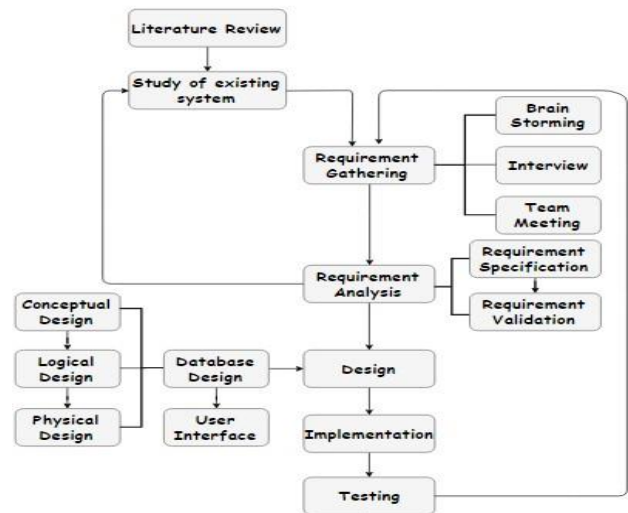 Literature Review
Study of existing
system
Brain
Storming
Requirement
Gathering
Interview
Team
Meeting
Requirement
Specification
Requirement
Analysis
Requirement
Validation
Conceptual
Design
Logical
Design
Database
Design
Design
Physical
Design
User
Interface
Implementation
Testing